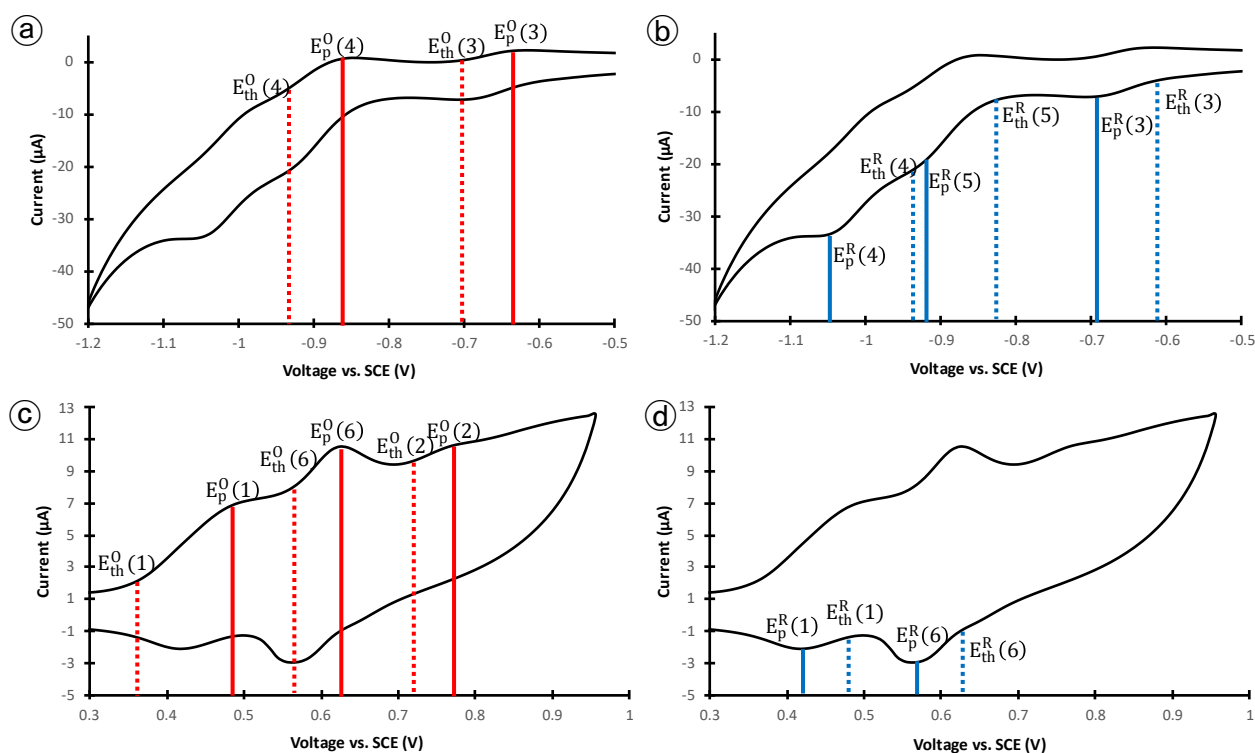 ⓐ
E_p^O(4)
E_th^O(3)
E_p^O(3)
E_th^O(4)
0
-10
-20
-30
-40
-50
-1.2 -1.1 -1 -0.9 -0.8 -0.7 -0.6 -0.5
Current (μA)
Voltage vs. SCE (V)
ⓑ
E_th^R(3)
E_p^R(3)
E_th^R(5)
E_th^R(4)
E_p^R(5)
E_p^R(4)
0
-10
-20
-30
-40
-50
-1.2 -1.1 -1 -0.9 -0.8 -0.7 -0.6 -0.5
Current (μA)
Voltage vs. SCE (V)
ⓒ
E_th^O(1)
E_p^O(1)
E_th^O(6)
E_p^O(6)
E_th^O(2)
E_p^O(2)
13
11
9
7
5
3
1
-1
-3
-5
0.3 0.4 0.5 0.6 0.7 0.8 0.9 1
Current (μA)
Voltage vs. SCE (V)
ⓓ
E_p^R(1)
E_th^R(1)
E_p^R(6)
E_th^R(6)
13
11
9
7
5
3
1
-1
-3
-5
0.3 0.4 0.5 0.6 0.7 0.8 0.9 1
Current (μA)
Voltage vs. SCE (V)